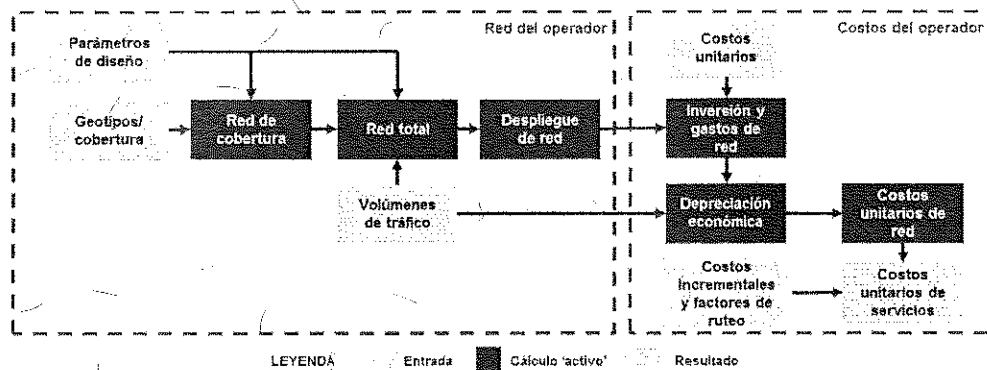 Red del operador
Costos del operador
Parámetros
de diseño
Costos
unitarios
Geotipos/
cobertura
Red de
cobertura
Red total
Despliegue
de red
Inversión y
gastos de
red
Volúmenes
de tráfico
Depreciación
económica
Costos
unitarios de
red
Costos
incrementales
y factores de
ruteo
Costos
unitarios de
servicios
LEYENDA
Entrada
Cálculo 'activo'
Resultado